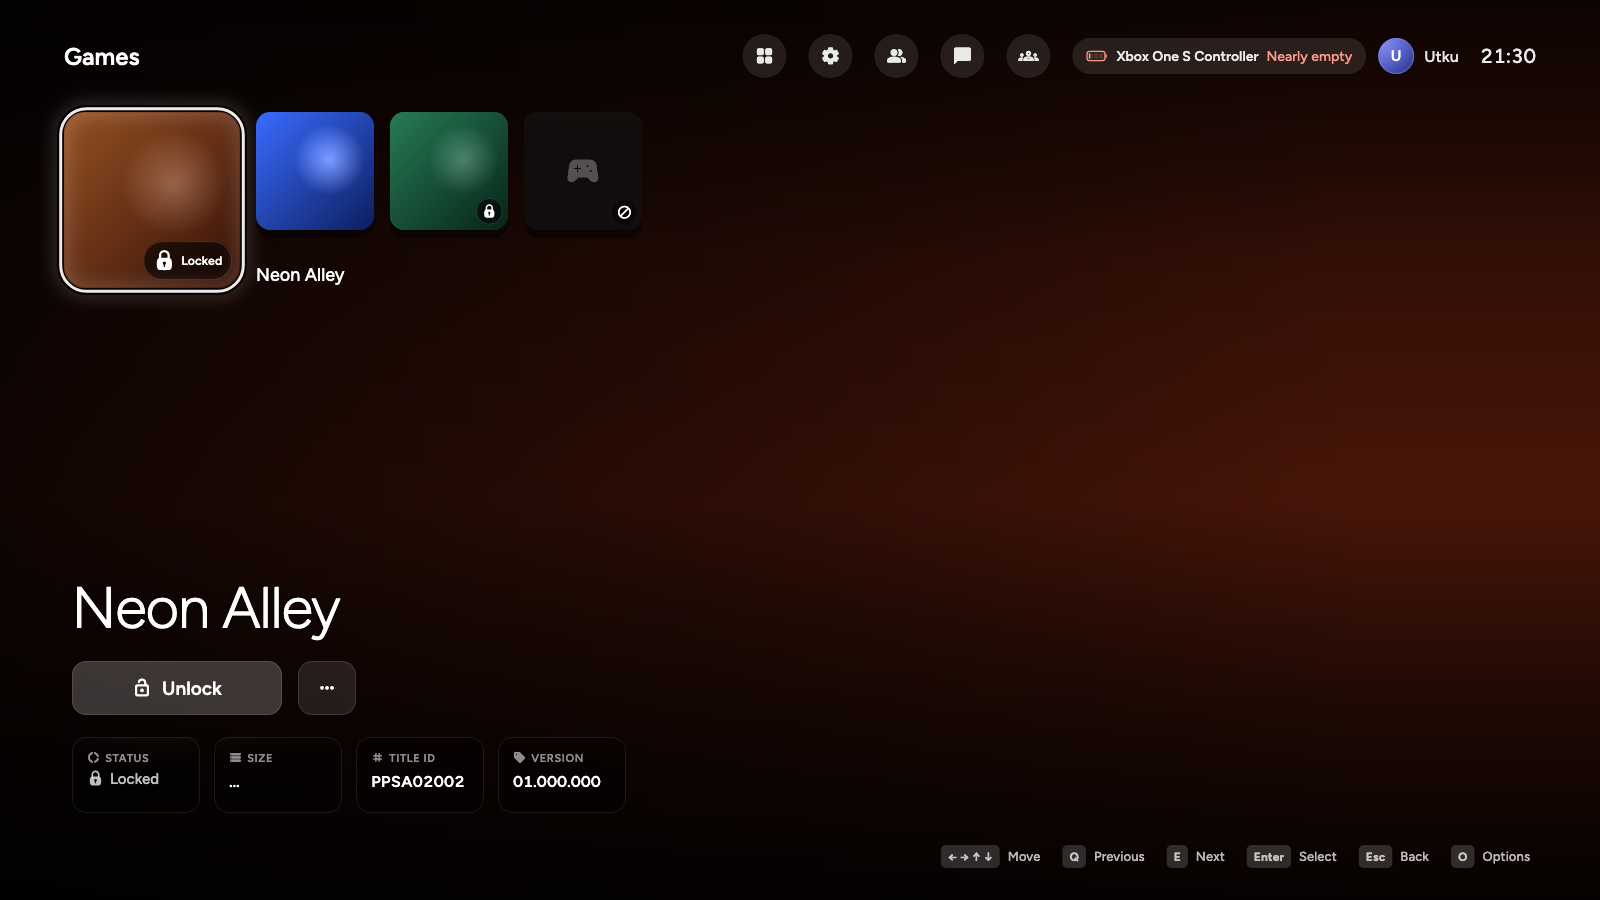 Games
Xbox One S Controller Nearly empty
U Utku 21:30
Locked
Neon Alley
Neon Alley
Unlock
STATUS
Locked
SIZE
...
TITLE ID
PPSA02002
VERSION
01.000.000
←→↑↓ Move Q Previous E Next Enter Select Esc Back O Options